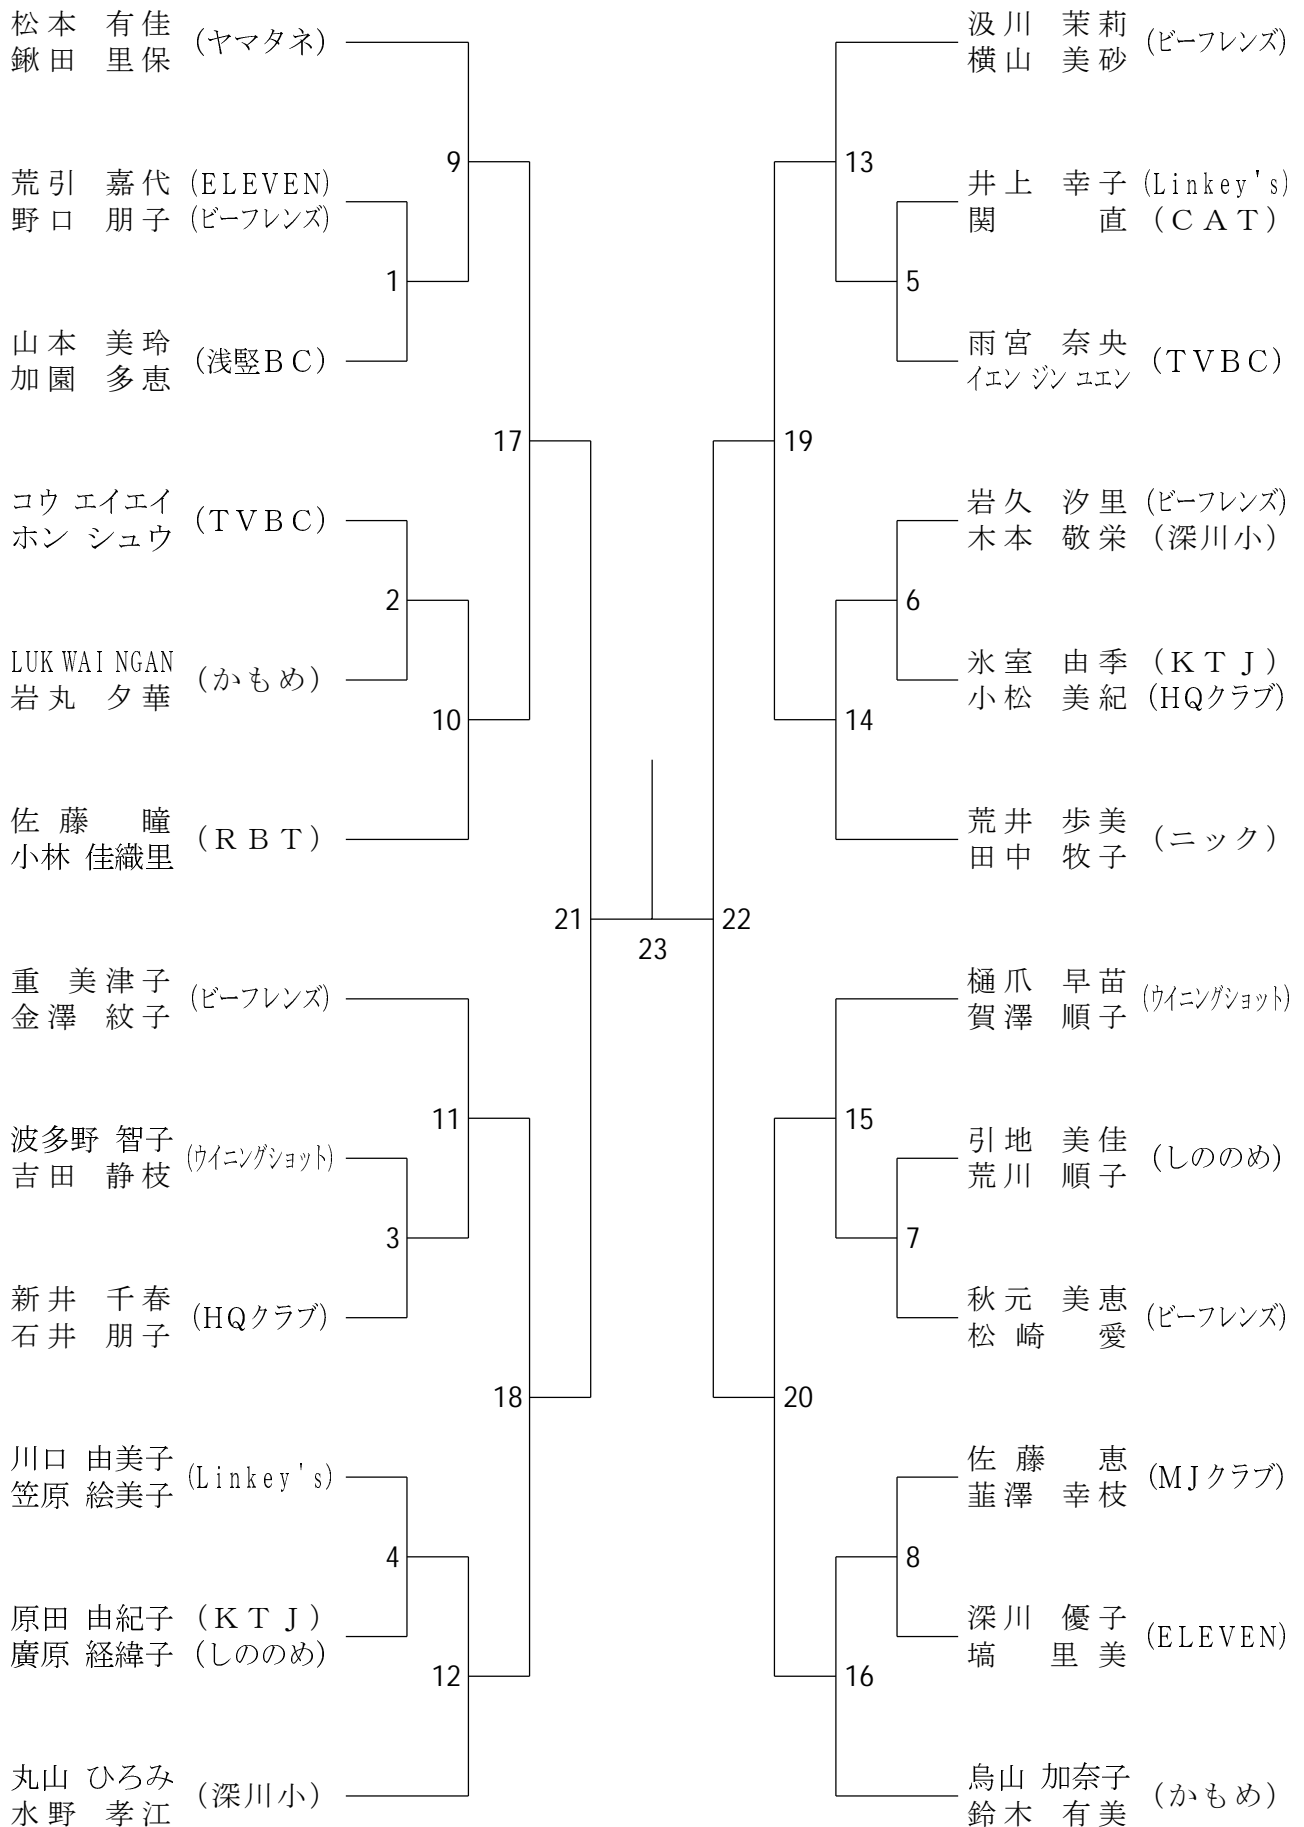 松本 有佳 (ヤマタネ)
鍬田 里保
9
荒引 嘉代 (ELEVEN)
野口 朋子 (ビーフレンズ)
1
山本 美玲 (浅竪BC)
加園 多恵
17
コウ エイエイ (TVBC)
ホン シュウ
2
LUK WAI NGAN (かもめ)
岩丸 夕華
10
佐藤 瞳 (RBT)
小林 佳織里
21
重 美津子 (ビーフレンズ)
金澤 紋子
11
波多野 智子 (ウイニングショット)
吉田 静枝
3
新井 千春 (HQクラブ)
石井 朋子
18
川口 由美子 (Linkey's)
笠原 絵美子
4
原田 由紀子 (KTJ)
廣原 経緯子 (しののめ)
12
丸山 ひろみ (深川小)
水野 孝江
23
汲川 茉莉 (ビーフレンズ)
横山 美砂
13
井上 幸子 (Linkey's)
関 直 (CAT)
5
雨宮 奈央 (TVBC)
イエン ジン ユエン
19
岩久 汐里 (ビーフレンズ)
木本 敬栄 (深川小)
6
氷室 由季 (KTJ)
小松 美紀 (HQクラブ)
14
荒井 歩美 (ニック)
田中 牧子
22
樋爪 早苗 (ウイニングショット)
賀澤 順子
15
引地 美佳 (しののめ)
荒川 順子
7
秋元 美恵 (ビーフレンズ)
松崎 愛
20
佐藤 恵 (MJクラブ)
韮澤 幸枝
8
深川 優子 (ELEVEN)
塙 里美
16
烏山 加奈子 (かもめ)
鈴木 有美